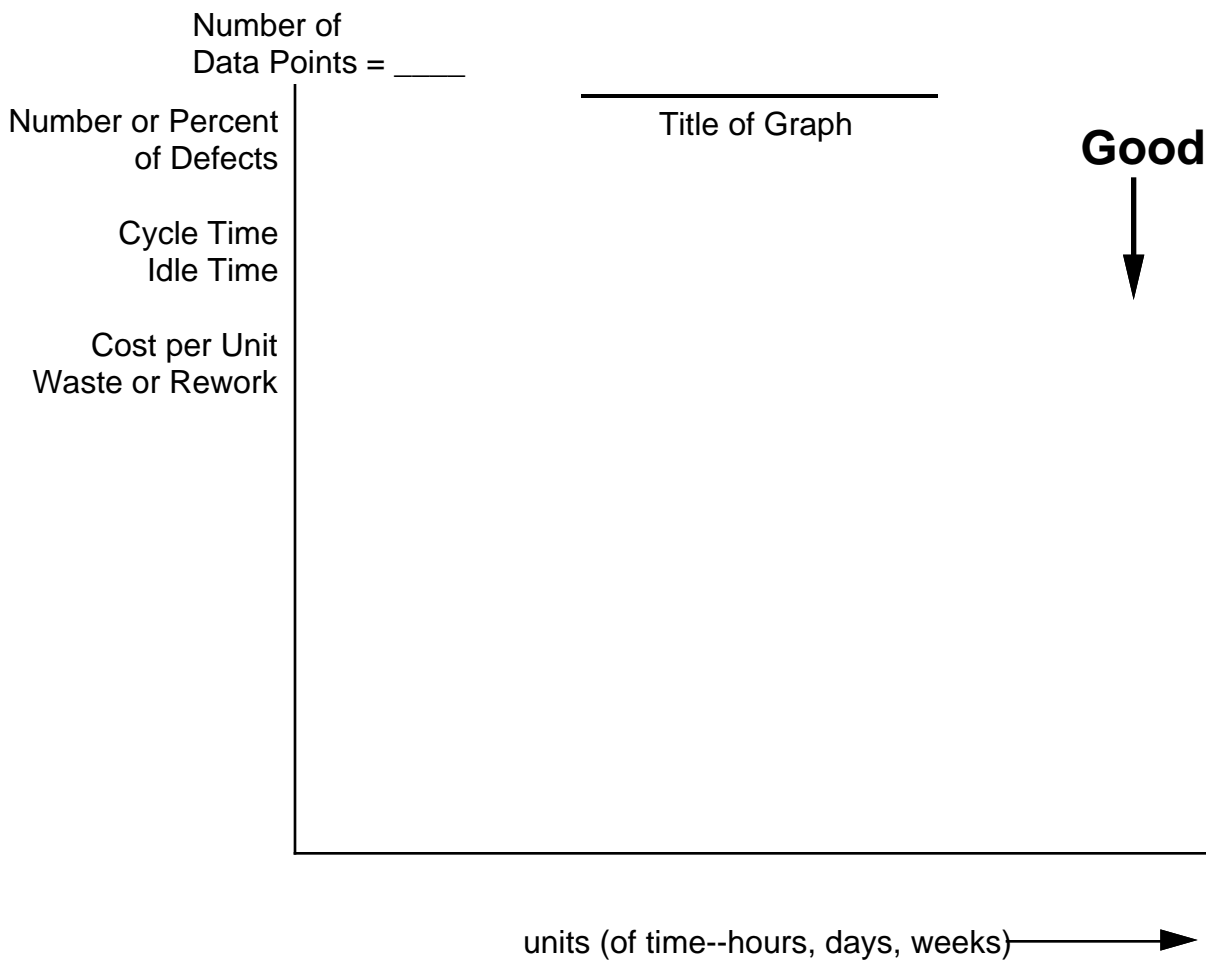 Number of
Data Points = ____
Number or Percent
of Defects
Title of Graph
Good
Cycle Time
Idle Time
Cost per Unit
Waste or Rework
units (of time--hours, days, weeks)